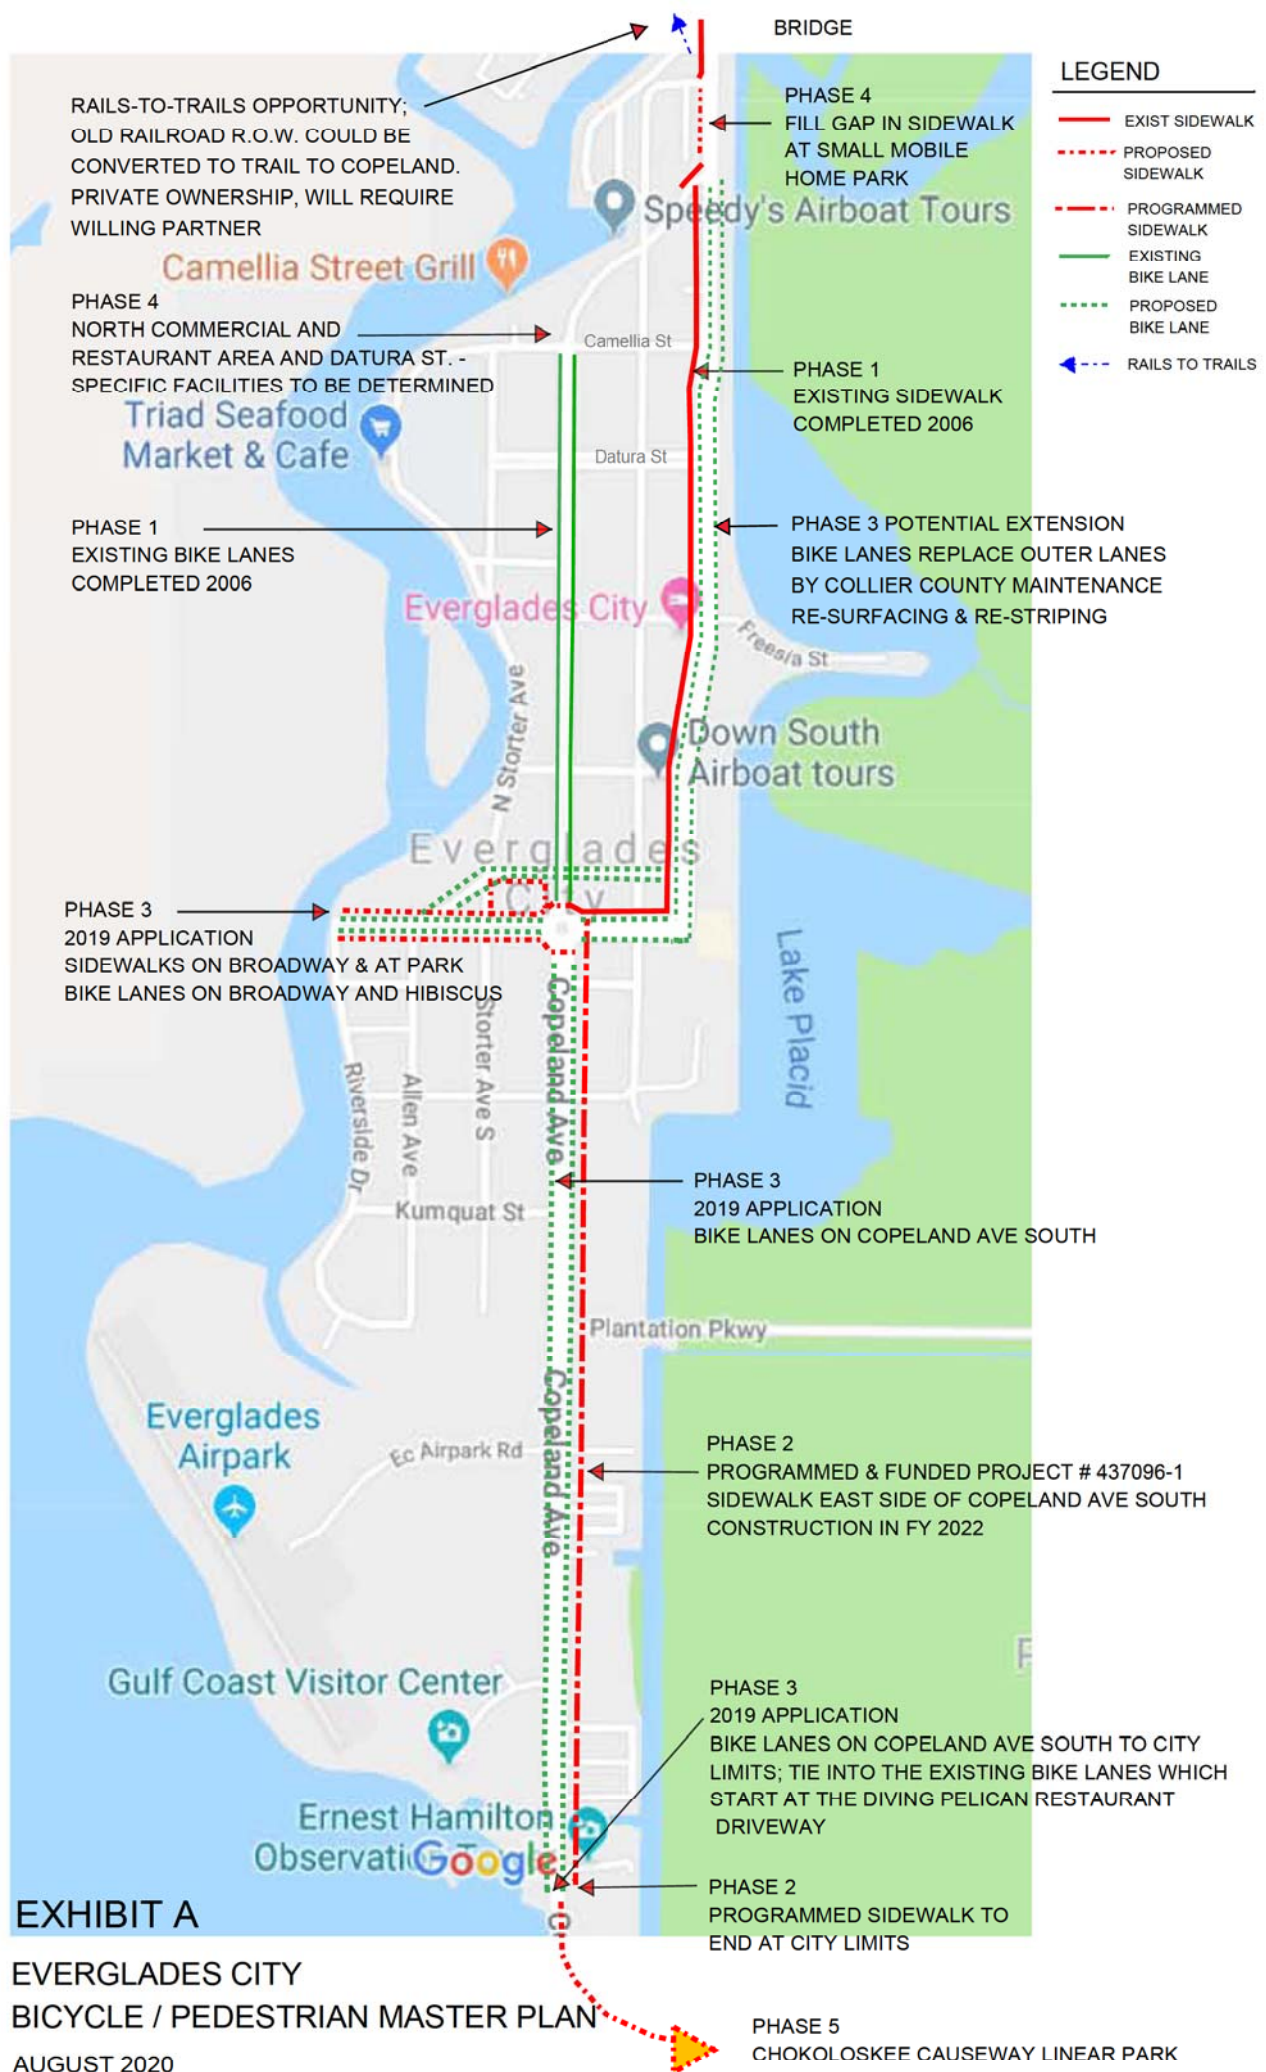 BRIDGE
LEGEND
EXIST SIDEWALK
PROPOSED
SIDEWALK
PROGRAMMED
SIDEWALK
EXISTING
BIKE LANE
PROPOSED
BIKE LANE
RAILS TO TRAILS
RAILS-TO-TRAILS OPPORTUNITY;
OLD RAILROAD R.O.W. COULD BE
CONVERTED TO TRAIL TO COPELAND.
PRIVATE OWNERSHIP, WILL REQUIRE
WILLING PARTNER
PHASE 4
FILL GAP IN SIDEWALK
AT SMALL MOBILE
HOME PARK
Speedy's Airboat Tours
Camellia Street Grill
PHASE 4
NORTH COMMERCIAL AND
RESTAURANT AREA AND DATURA ST. -
SPECIFIC FACILITIES TO BE DETERMINED
Camellia St
PHASE 1
EXISTING SIDEWALK
COMPLETED 2006
Triad Seafood
Market & Cafe
Datura St
PHASE 1
EXISTING BIKE LANES
COMPLETED 2006
PHASE 3 POTENTIAL EXTENSION
BIKE LANES REPLACE OUTER LANES
BY COLLIER COUNTY MAINTENANCE
RE-SURFACING & RE-STRIPING
Everglades City
Freesia St
N Storter Ave
Down South
Airboat tours
Everglades
City
PHASE 3
2019 APPLICATION
SIDEWALKS ON BROADWAY & AT PARK
BIKE LANES ON BROADWAY AND HIBISCUS
Lake Placid
Copeland Ave
Storter Ave S
Allen Ave
Riverside Dr
Kumquat St
PHASE 3
2019 APPLICATION
BIKE LANES ON COPELAND AVE SOUTH
Plantation Pkwy
Copeland Ave
Everglades
Airpark
Ec Airpark Rd
PHASE 2
PROGRAMMED & FUNDED PROJECT # 437096-1
SIDEWALK EAST SIDE OF COPELAND AVE SOUTH
CONSTRUCTION IN FY 2022
Gulf Coast Visitor Center
PHASE 3
2019 APPLICATION
BIKE LANES ON COPELAND AVE SOUTH TO CITY
LIMITS; TIE INTO THE EXISTING BIKE LANES WHICH
START AT THE DIVING PELICAN RESTAURANT
DRIVEWAY
Ernest Hamilton
Observati
Google
PHASE 2
PROGRAMMED SIDEWALK TO
END AT CITY LIMITS
EXHIBIT A
EVERGLADES CITY
BICYCLE / PEDESTRIAN MASTER PLAN
AUGUST 2020
PHASE 5
CHOKOLOSKEE CAUSEWAY LINEAR PARK